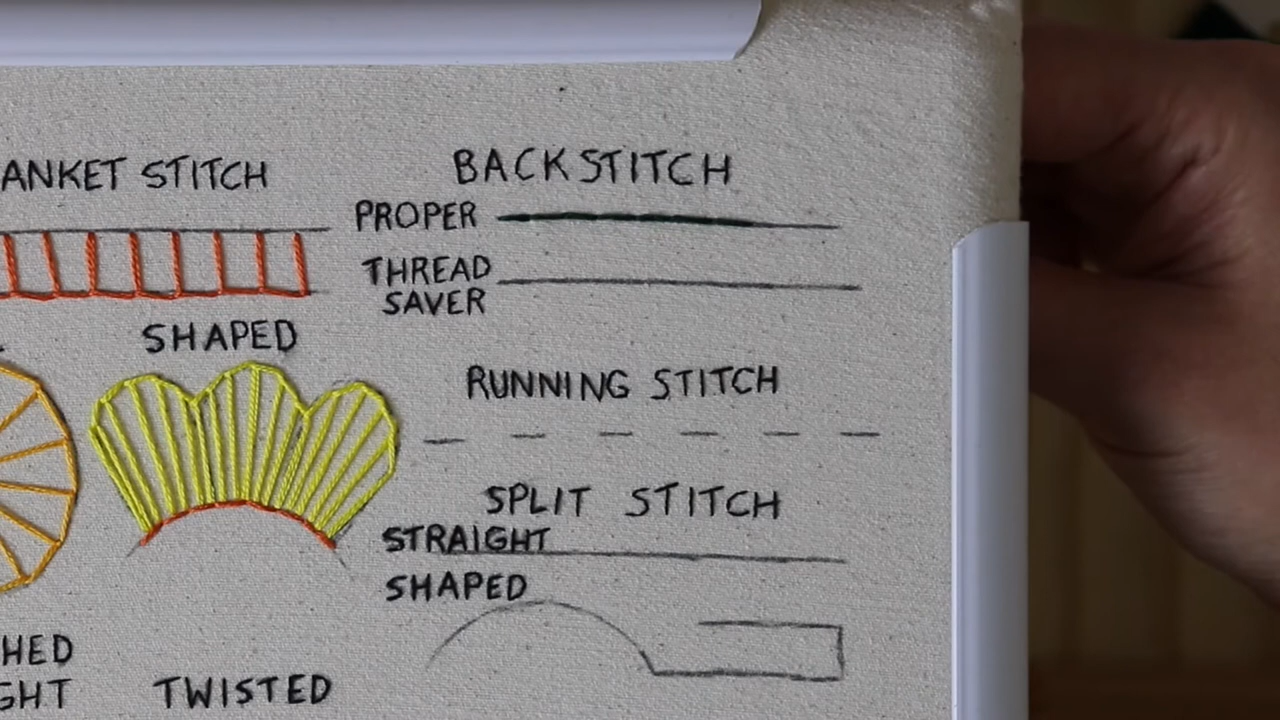 ANKET STITCH
BACKSTITCH
PROPER
THREAD
SAVER
SHAPED
RUNNING STITCH
SPLIT STITCH
STRAIGHT
SHAPED
HED
GHT
TWISTED